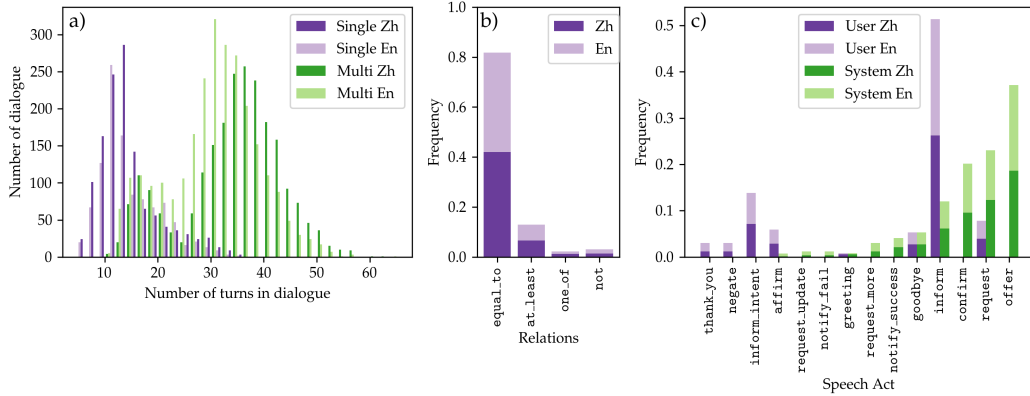 a)
Single Zh
Single En
Multi Zh
Multi En
Number of dialogue
300
250
200
150
100
50
0
10 20 30 40 50 60
Number of turns in dialogue
b)
Zh
En
Frequency
1.0
0.8
0.6
0.4
0.2
0.0
equal_to
at_least
one_of
not
Relations
c)
User Zh
User En
System Zh
System En
Frequency
0.5
0.4
0.3
0.2
0.1
0.0
thank_you
negate
inform_intent
affirm
request_update
notify_fail
greeting
request_more
notify_success
goodbye
inform
confirm
request
offer
Speech Act